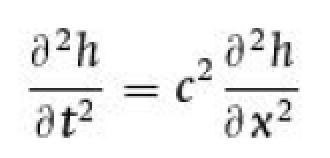 ∂²h/∂t² = c² ∂²h/∂x²